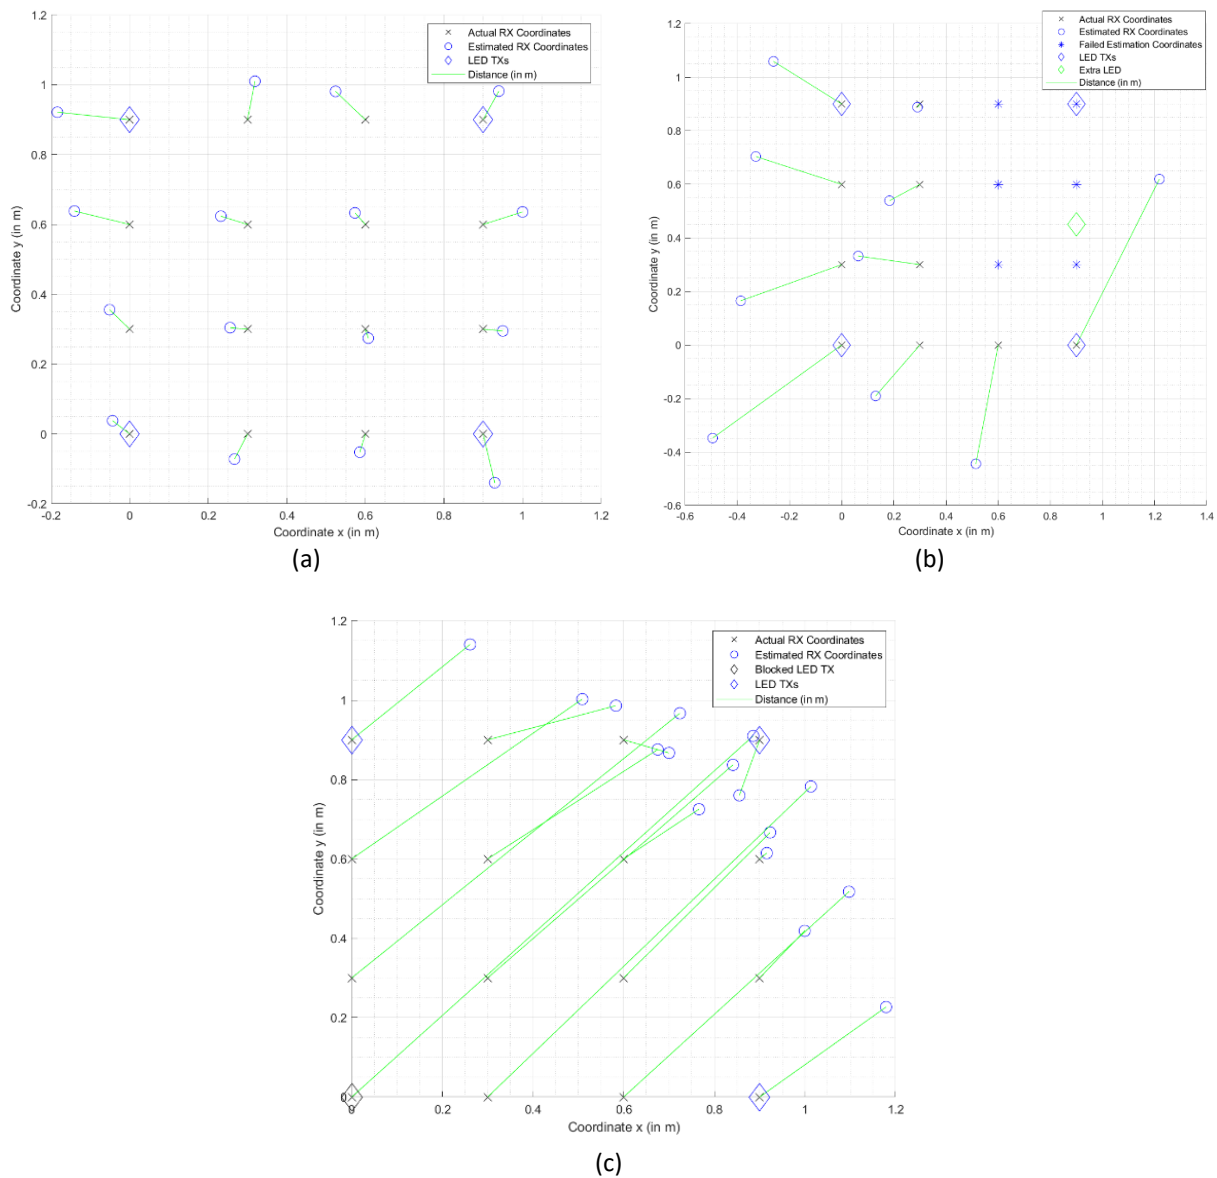 1.2
1
0.8
0.6
0.4
0.2
0
-0.2
Coordinate y (in m)
-0.2 0 0.2 0.4 0.6 0.8 1 1.2
Coordinate x (in m)
Actual RX Coordinates
Estimated RX Coordinates
LED TXs
Distance (in m)
(a)
1.2
1
0.8
0.6
0.4
0.2
0
-0.2
-0.4
-0.6
Coordinate y (in m)
-0.6 -0.4 -0.2 0 0.2 0.4 0.6 0.8 1 1.2 1.4
Coordinate x (in m)
Actual RX Coordinates
Estimated RX Coordinates
Failed Estimation Coordinates
LED TXs
Extra LED
Distance (in m)
(b)
1.2
1
0.8
0.6
0.4
0.2
0
Coordinate y (in m)
0 0.2 0.4 0.6 0.8 1 1.2
Coordinate x (in m)
Actual RX Coordinates
Estimated RX Coordinates
Blocked LED TX
LED TXs
Distance (in m)
(c)